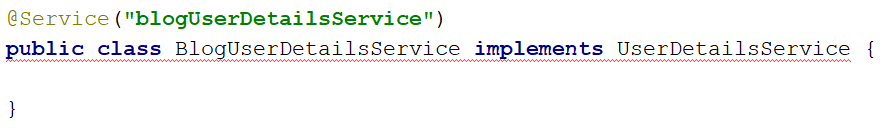 @Service("blogUserDetailsService")
public class BlogUserDetailsService implements UserDetailsService {
}